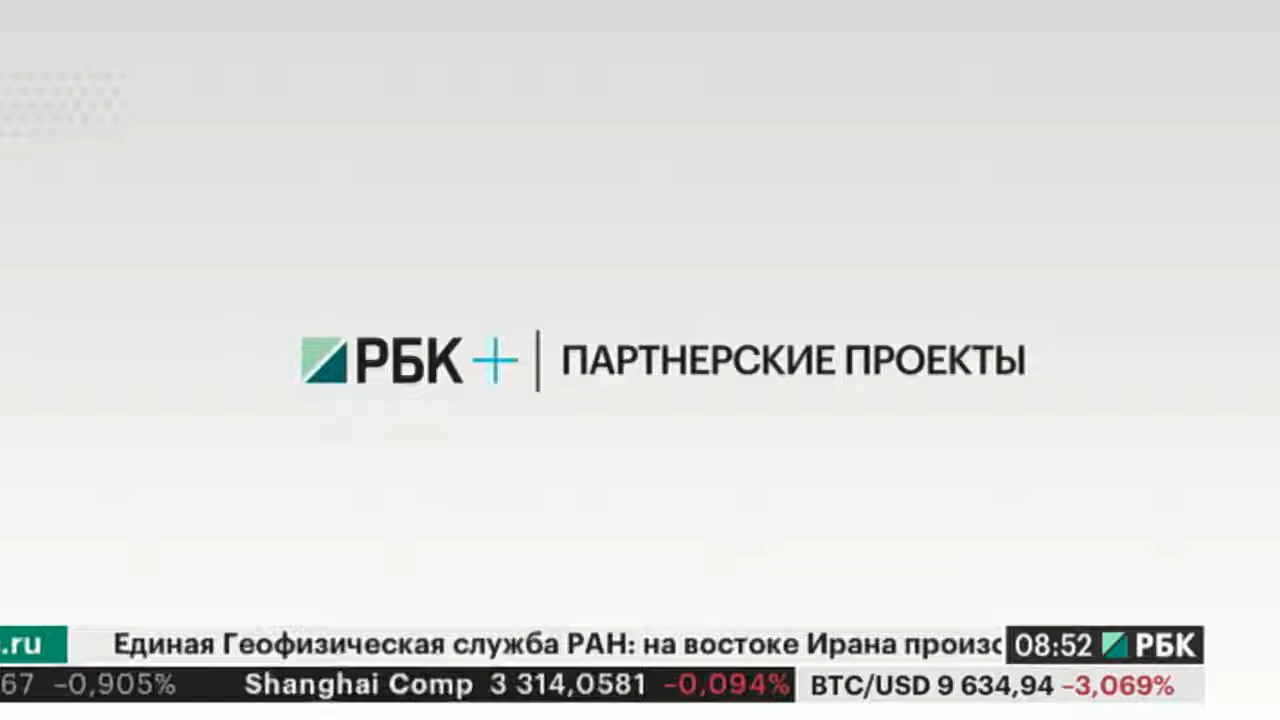 РБК + | ПАРТНЕРСКИЕ ПРОЕКТЫ
.ru Единая Геофизическая служба РАН: на востоке Ирана 08:52 РБК
67 -0,905% Shanghai Comp 3 314,0581 -0,094% BTC/USD 9 634,94 -3,069%